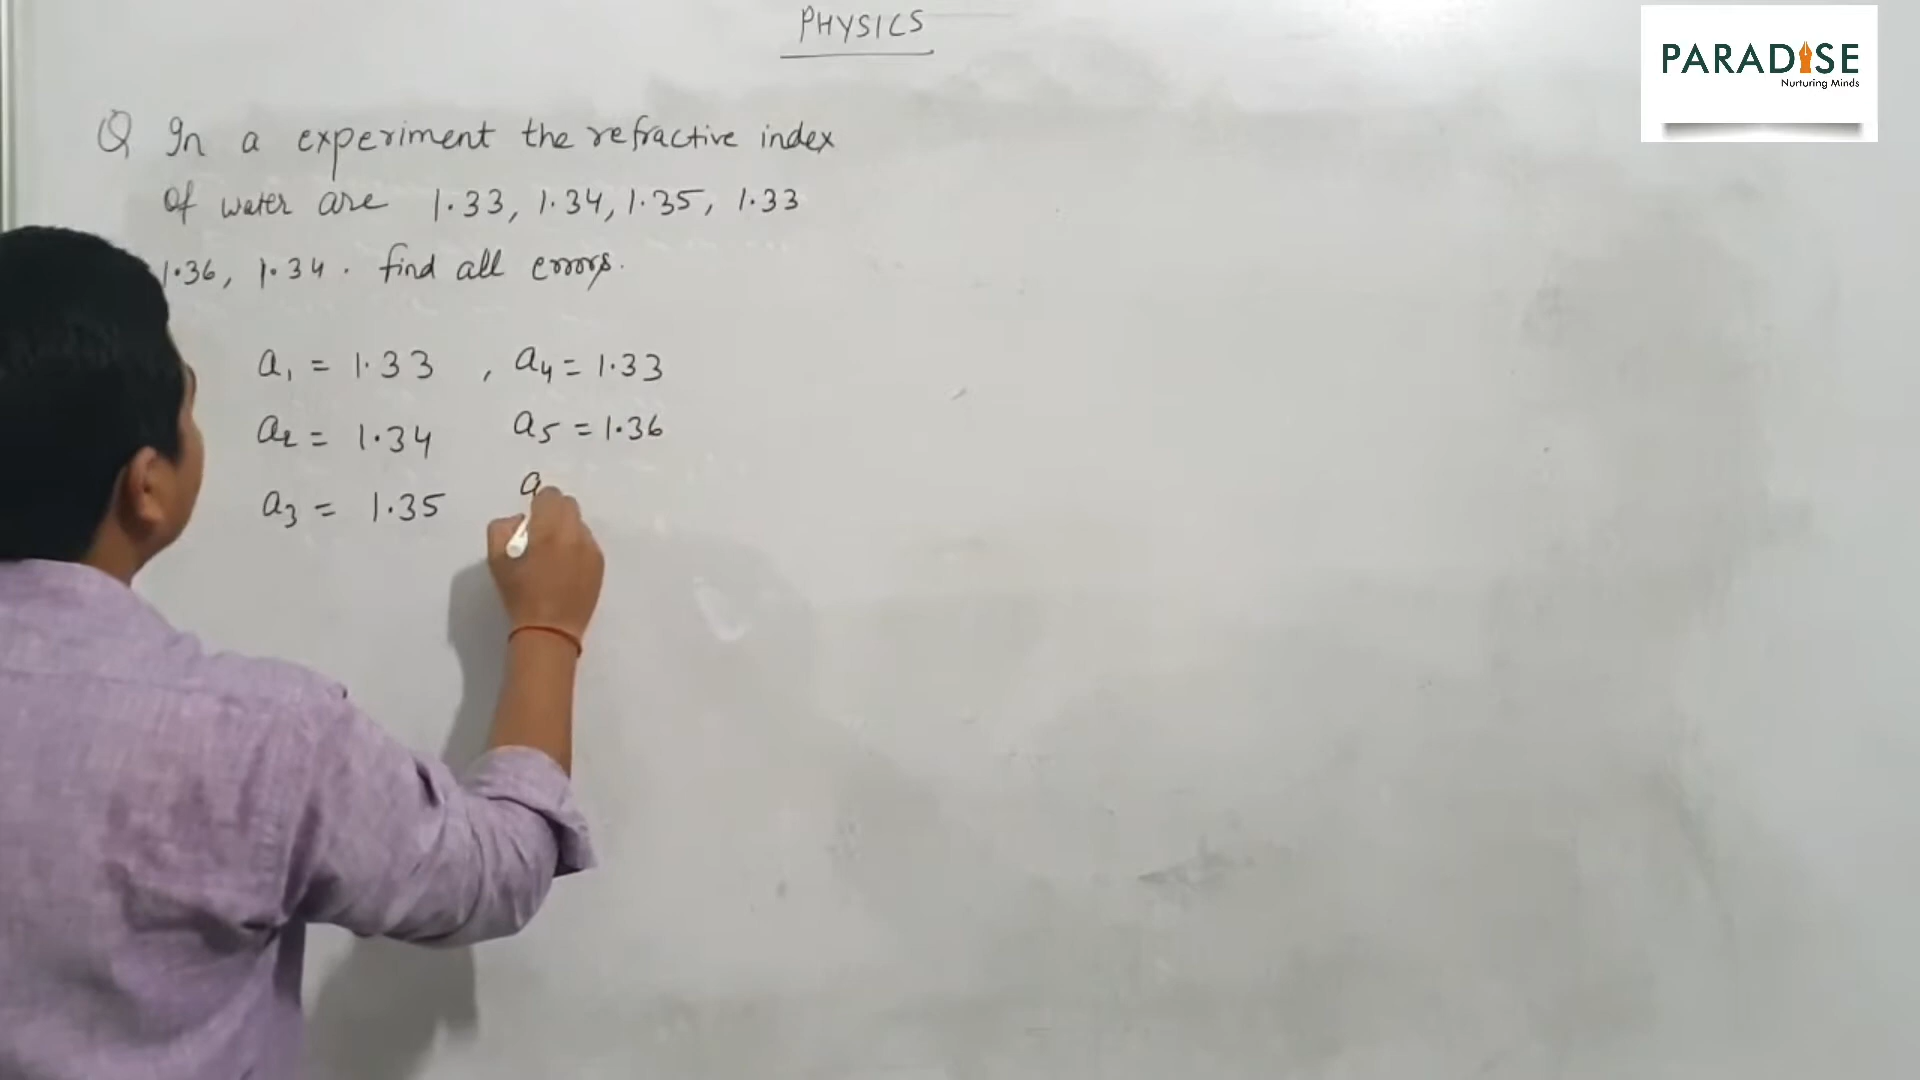 PHYSICS
PARADISE
Nurturing Minds
Q In a experiment the refractive index
of water are 1.33, 1.34, 1.35, 1.33
1.36, 1.34. find all errors.
a1 = 1.33 , a4 = 1.33
a2 = 1.34 a5 = 1.36
a3 = 1.35 a